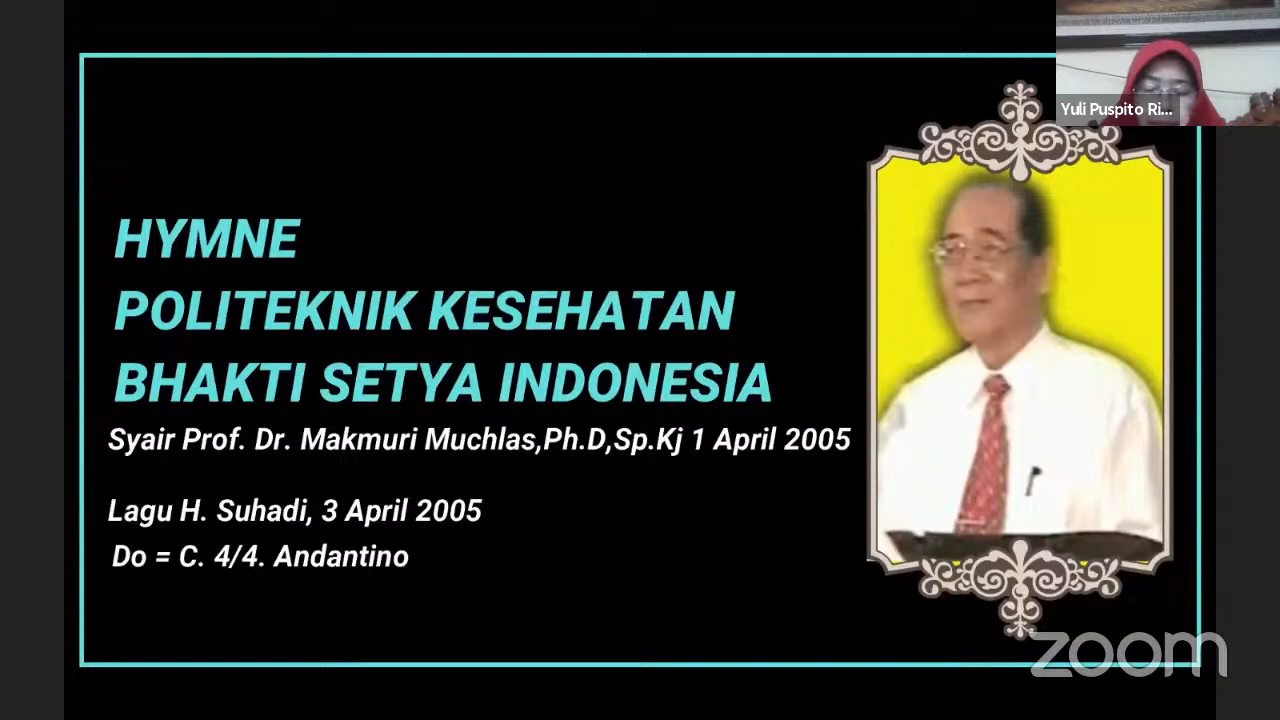 Yuli Puspito Ri...
HYMNE
POLITEKNIK KESEHATAN
BHAKTI SETYA INDONESIA
Syair Prof. Dr. Makmuri Muchlas,Ph.D,Sp.Kj 1 April 2005
Lagu H. Suhadi, 3 April 2005
Do = C. 4/4. Andantino
zoom